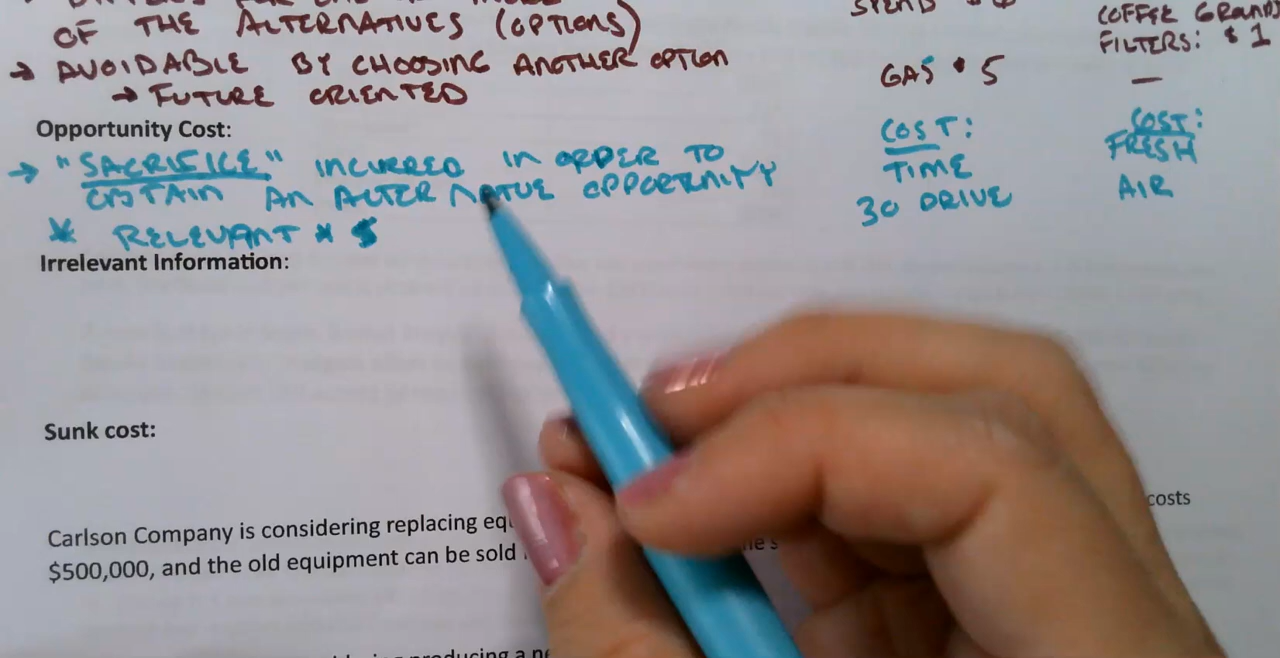 OF THE ALTERNATIVES (OPTIONS)
→ AVOIDABLE BY CHOOSING ANOTHER OPTION
→ FUTURE ORIENTED
Opportunity Cost:
→ "SACRIFICE" INCURRED IN ORDER TO
OBTAIN AN ALTERNATIVE OPPORTUNITY
* RELEVANT * $
Irrelevant Information:
Sunk cost:
Carlson Company is considering replacing costs
$500,000, and the old equipment can be sold
producing a
SPEND
GAS $ 5
COST:
TIME
30 DRIVE
COFFEE GROUNDS
FILTERS: $ 1
—
COST:
FRESH
AIR